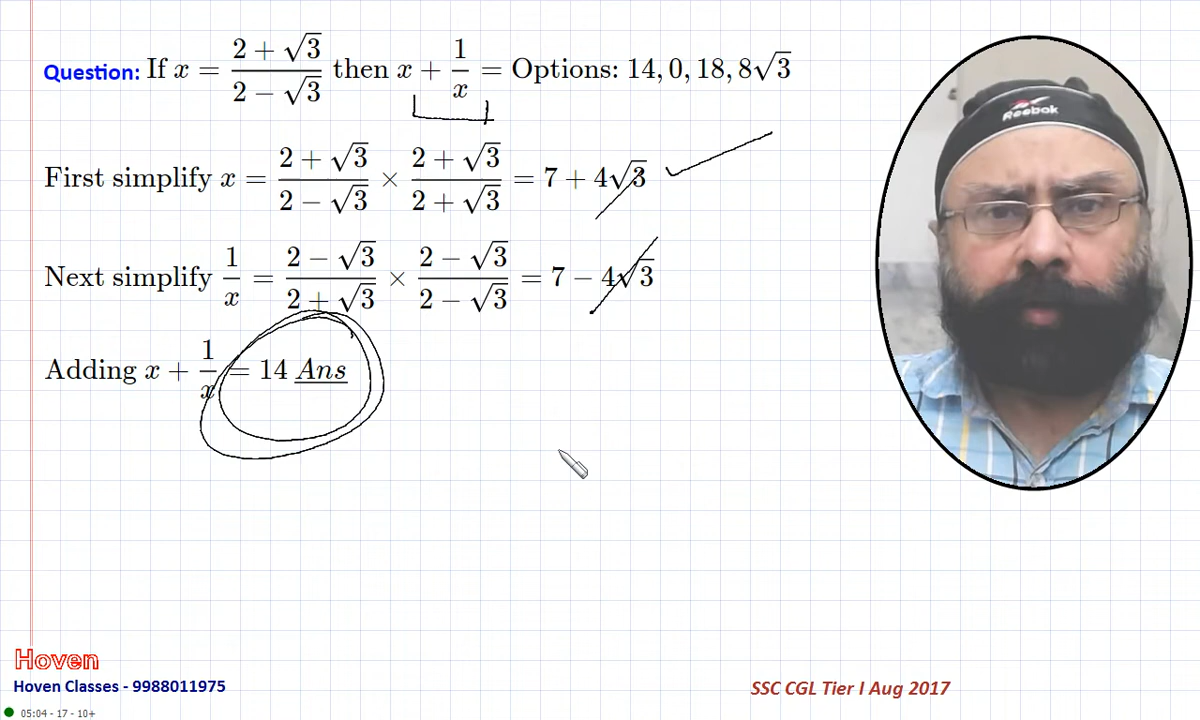 Question: If x = (2 + √3)/(2 − √3) then x + 1/x = Options: 14, 0, 18, 8√3
First simplify x = (2 + √3)/(2 − √3) × (2 + √3)/(2 + √3) = 7 + 4√3
Next simplify 1/x = (2 − √3)/(2 + √3) × (2 − √3)/(2 − √3) = 7 − 4√3
Adding x + 1/x = 14 Ans
Reebok
Hoven
Hoven Classes - 9988011975
SSC CGL Tier I Aug 2017
05:04 - 17 - 10+